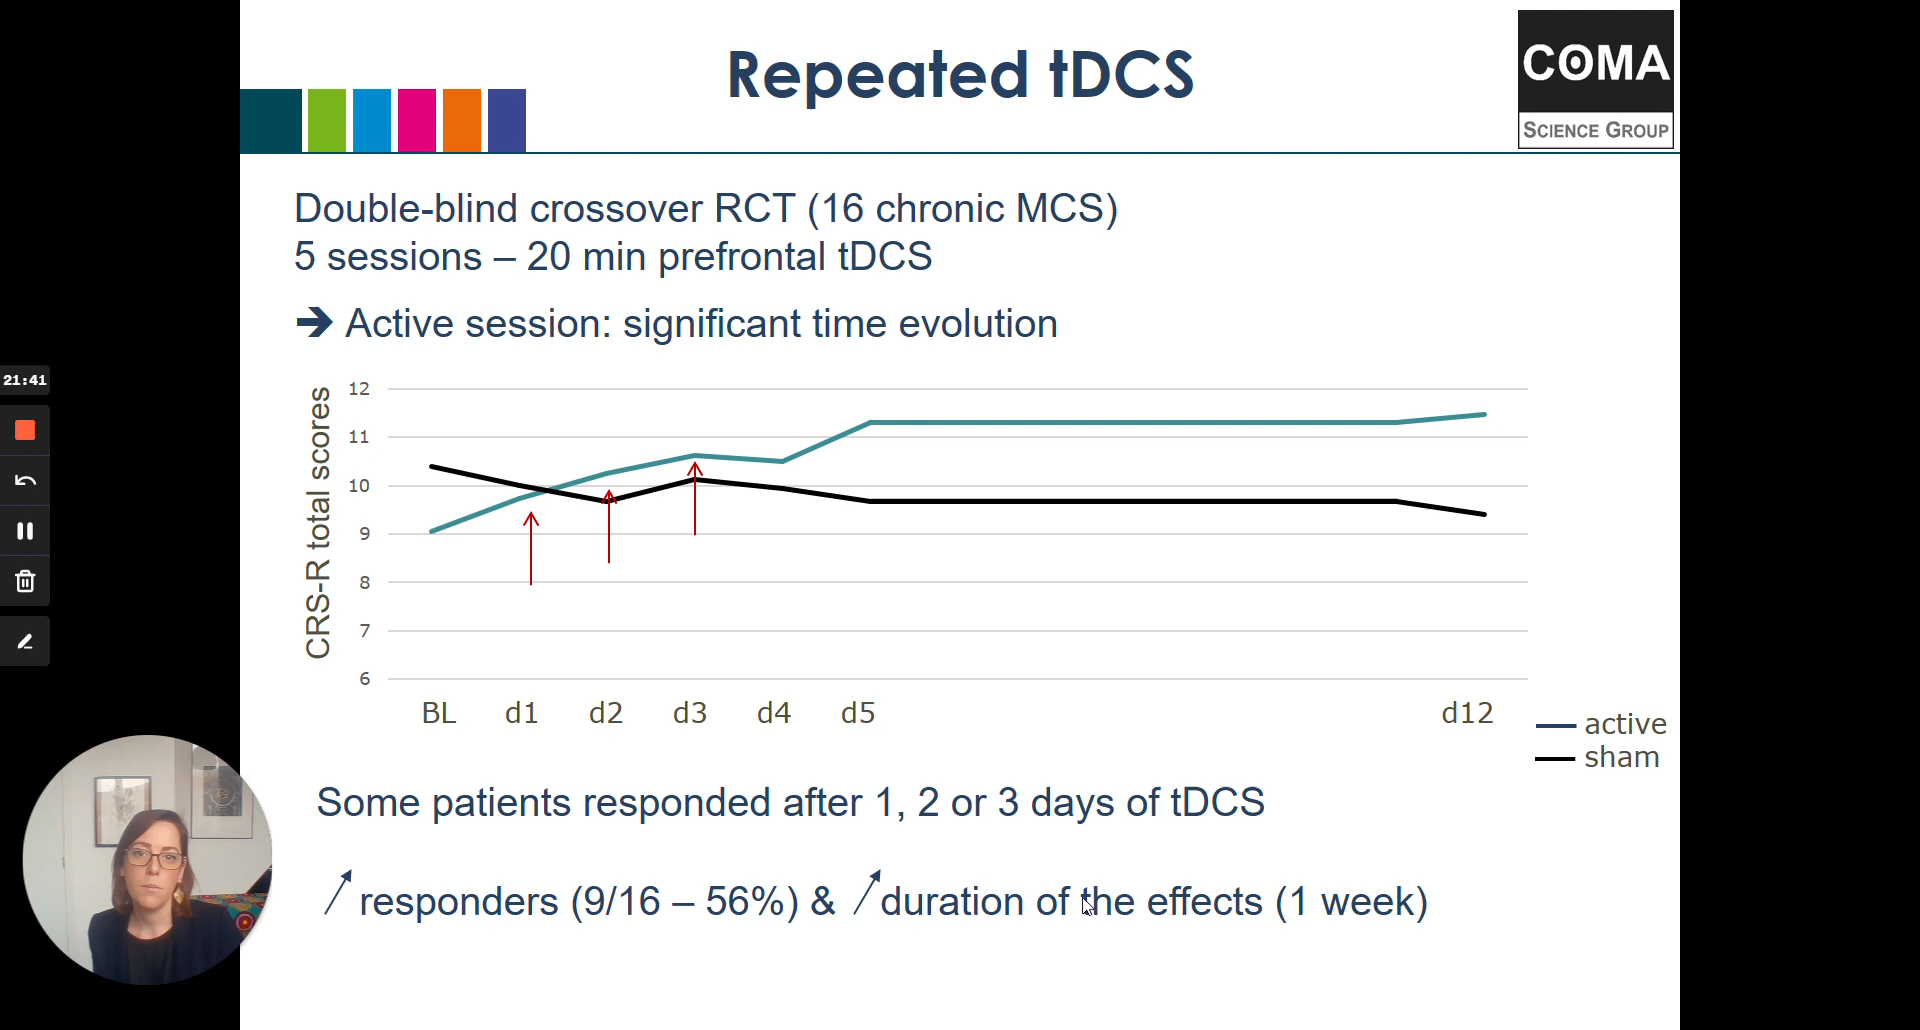 Repeated tDCS
COMA
SCIENCE GROUP
Double-blind crossover RCT (16 chronic MCS)
5 sessions – 20 min prefrontal tDCS
➔ Active session: significant time evolution
21:41
CRS-R total scores
12
11
10
9
8
7
6
BL d1 d2 d3 d4 d5 d12
active
sham
Some patients responded after 1, 2 or 3 days of tDCS
responders (9/16 – 56%) & duration of the effects (1 week)